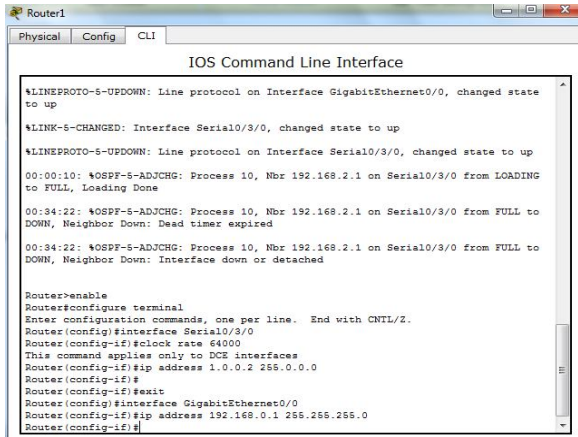 Router1
Physical Config CLI
IOS Command Line Interface
%LINEPROTO-5-UPDOWN: Line protocol on Interface GigabitEthernet0/0, changed state
to up
%LINK-5-CHANGED: Interface Serial0/3/0, changed state to up
%LINEPROTO-5-UPDOWN: Line protocol on Interface Serial0/3/0, changed state to up
00:00:10: %OSPF-5-ADJCHG: Process 10, Nbr 192.168.2.1 on Serial0/3/0 from LOADING
to FULL, Loading Done
00:34:22: %OSPF-5-ADJCHG: Process 10, Nbr 192.168.2.1 on Serial0/3/0 from FULL to
DOWN, Neighbor Down: Dead timer expired
00:34:22: %OSPF-5-ADJCHG: Process 10, Nbr 192.168.2.1 on Serial0/3/0 from FULL to
DOWN, Neighbor Down: Interface down or detached
Router>enable
Router#configure terminal
Enter configuration commands, one per line. End with CNTL/Z.
Router(config)#interface Serial0/3/0
Router(config-if)#clock rate 64000
This command applies only to DCE interfaces
Router(config-if)#ip address 1.0.0.2 255.0.0.0
Router(config-if)#
Router(config-if)#exit
Router(config)#interface GigabitEthernet0/0
Router(config-if)#ip address 192.168.0.1 255.255.255.0
Router(config-if)#